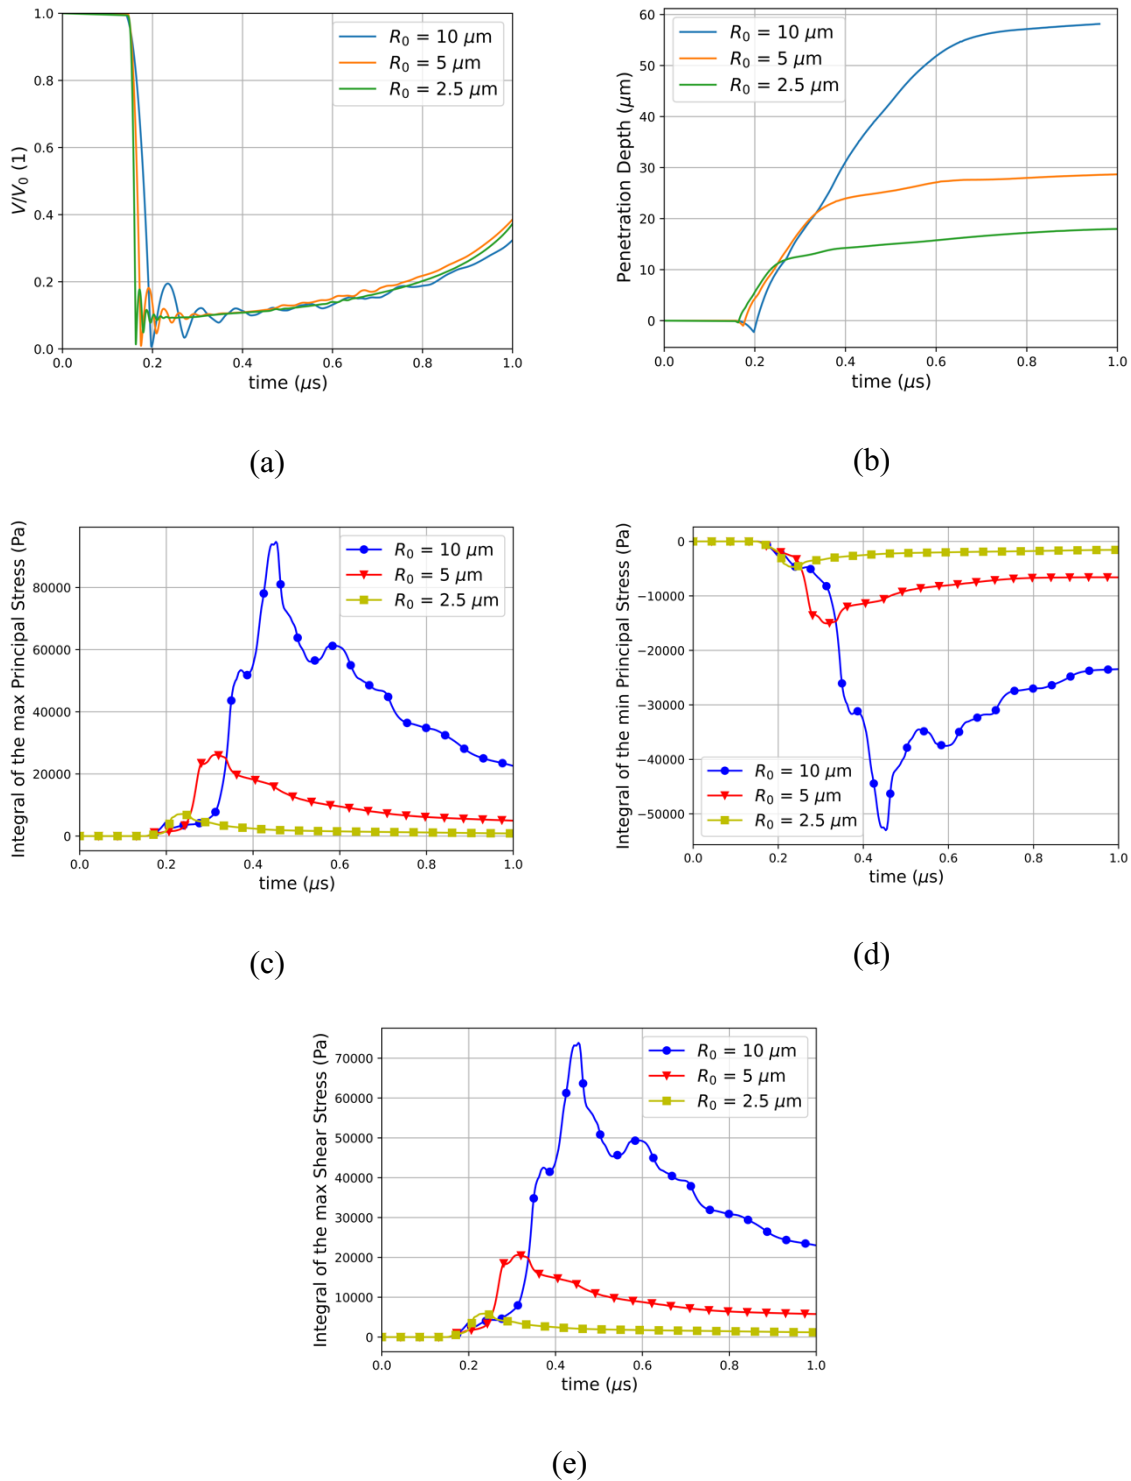 1.0
0.8
0.6
0.4
0.2
0.0
V/V₀ (1)
R₀ = 10 μm
R₀ = 5 μm
R₀ = 2.5 μm
0.0 0.2 0.4 0.6 0.8 1.0
time (μs)
(a)
60
50
40
30
20
10
0
Penetration Depth (μm)
R₀ = 10 μm
R₀ = 5 μm
R₀ = 2.5 μm
0.0 0.2 0.4 0.6 0.8 1.0
time (μs)
(b)
Integral of the max Principal Stress (Pa)
80000
60000
40000
20000
0
R₀ = 10 μm
R₀ = 5 μm
R₀ = 2.5 μm
0.0 0.2 0.4 0.6 0.8 1.0
time (μs)
(c)
Integral of the min Principal Stress (Pa)
0
−10000
−20000
−30000
−40000
−50000
R₀ = 10 μm
R₀ = 5 μm
R₀ = 2.5 μm
0.0 0.2 0.4 0.6 0.8 1.0
time (μs)
(d)
Integral of the max Shear Stress (Pa)
70000
60000
50000
40000
30000
20000
10000
0
R₀ = 10 μm
R₀ = 5 μm
R₀ = 2.5 μm
0.0 0.2 0.4 0.6 0.8 1.0
time (μs)
(e)